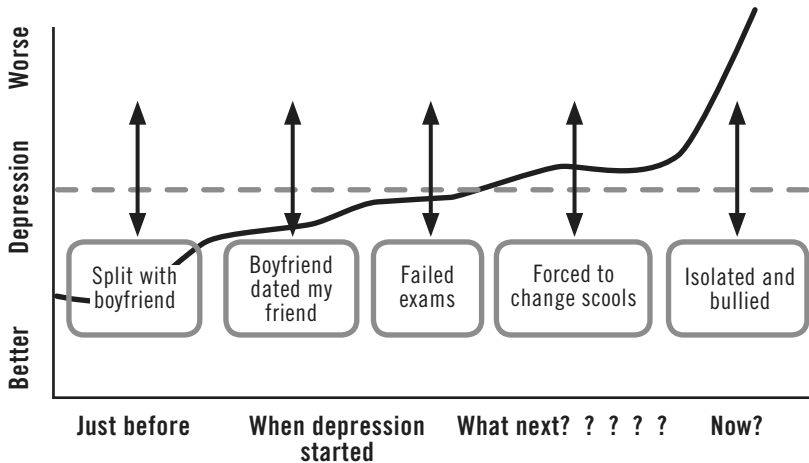 Worse
Depression
Better
Split with
boyfriend
Boyfriend
dated my
friend
Failed
exams
Forced to
change scools
Isolated and
bullied
Just before
When depression
started
What next? ? ? ? ?
Now?